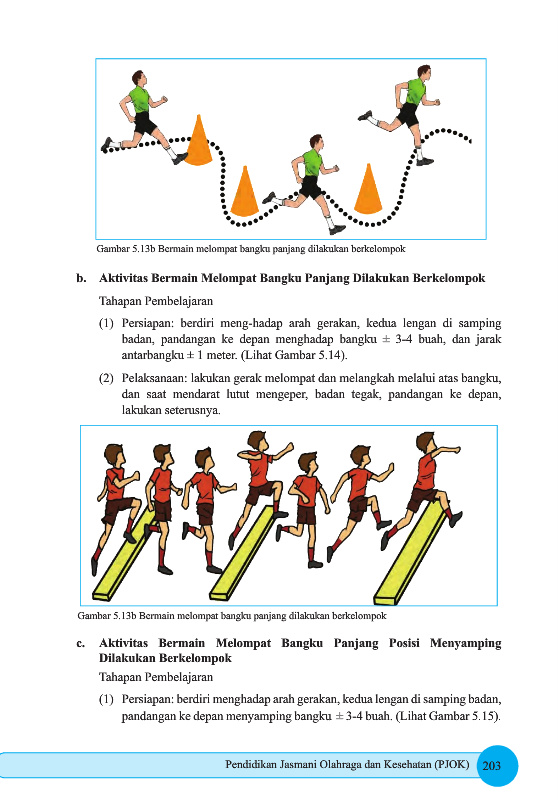 Gambar 5.13b Bermain melompat bangku panjang dilakukan berkelompok
b. Aktivitas Bermain Melompat Bangku Panjang Dilakukan Berkelompok
Tahapan Pembelajaran
(1) Persiapan: berdiri meng-hadap arah gerakan, kedua lengan di samping
badan, pandangan ke depan menghadap bangku ± 3-4 buah, dan jarak
antarbangku ± 1 meter. (Lihat Gambar 5.14).
(2) Pelaksanaan: lakukan gerak melompat dan melangkah melalui atas bangku,
dan saat mendarat lutut mengeper, badan tegak, pandangan ke depan,
lakukan seterusnya.
Gambar 5.13b Bermain melompat bangku panjang dilakukan berkelompok
c. Aktivitas Bermain Melompat Bangku Panjang Posisi Menyamping
Dilakukan Berkelompok
Tahapan Pembelajaran
(1) Persiapan: berdiri menghadap arah gerakan, kedua lengan di samping badan,
pandangan ke depan menyamping bangku ± 3-4 buah. (Lihat Gambar 5.15).
Pendidikan Jasmani Olahraga dan Kesehatan (PJOK) 203